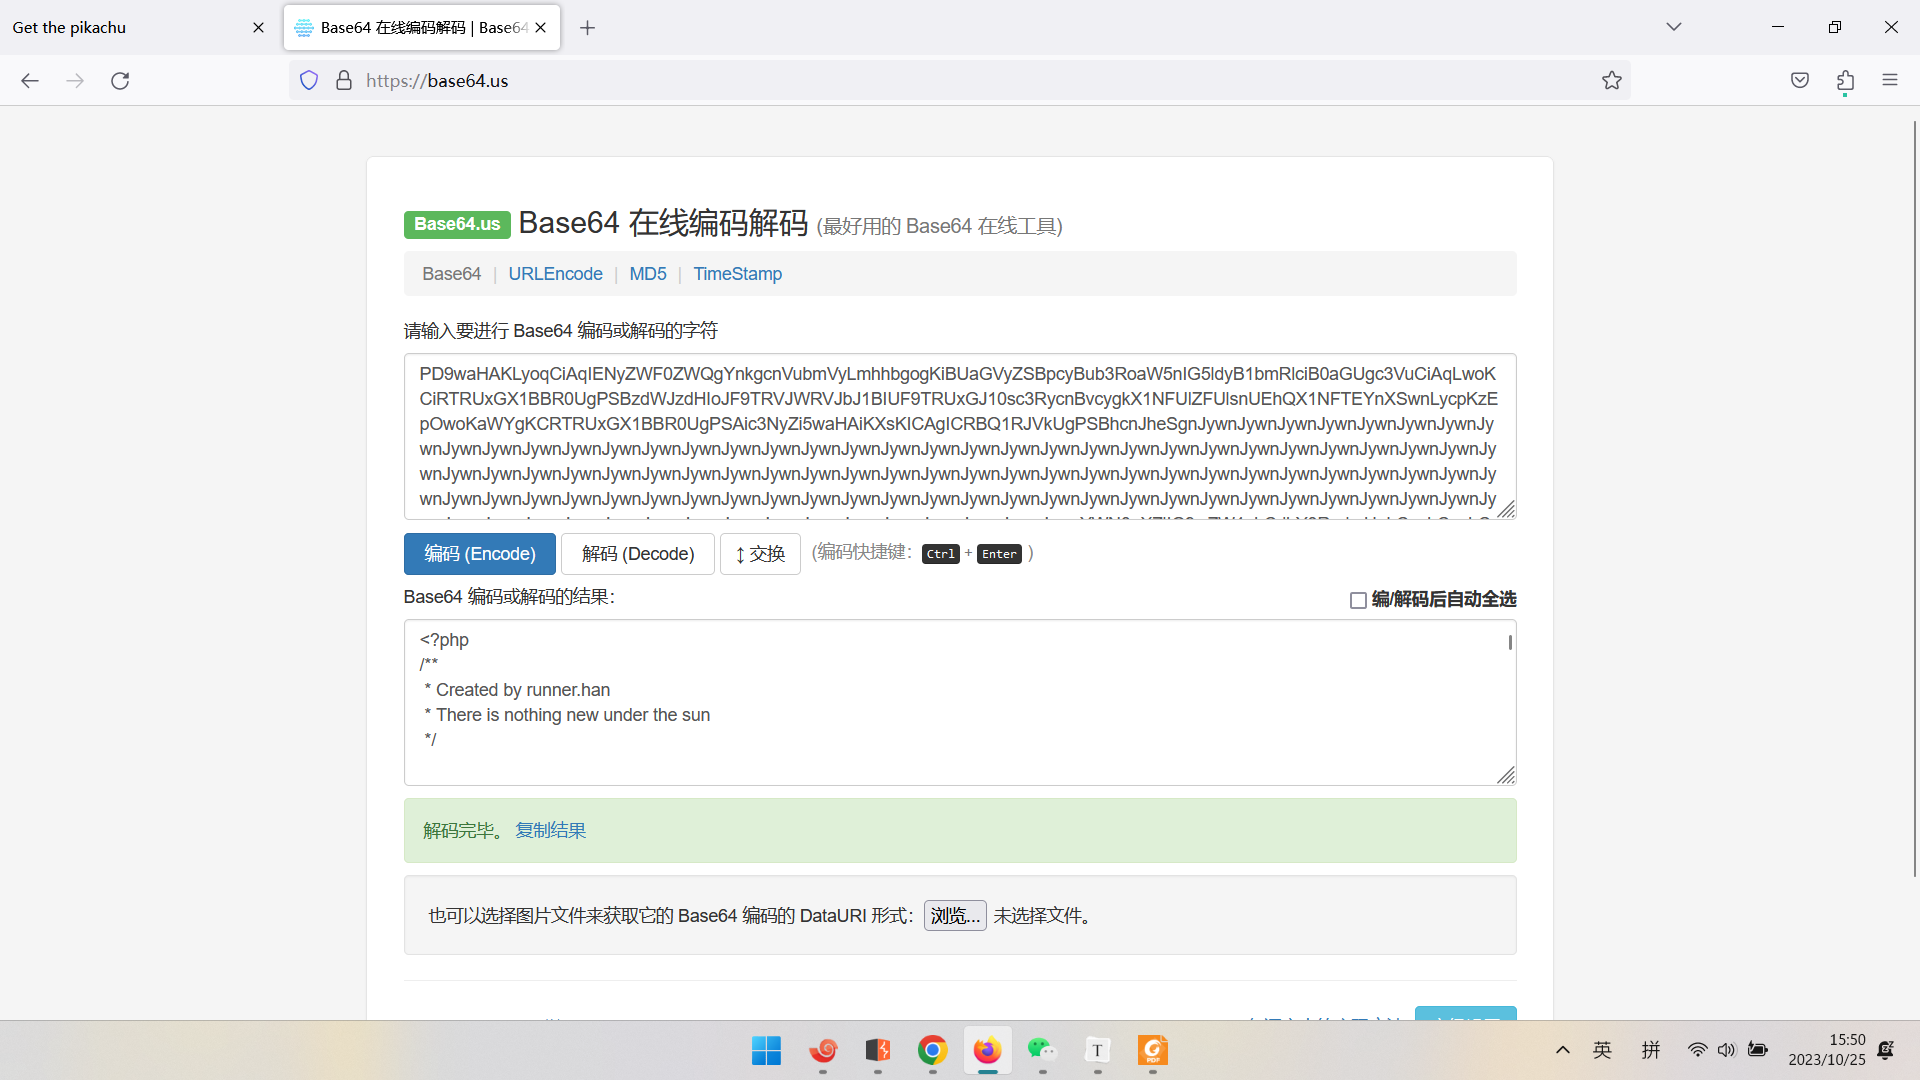 Get the pikachu
Base64 在线编码解码 | Base64
https://base64.us
Base64.us Base64 在线编码解码 (最好用的 Base64 在线工具)
Base64 | URLEncode | MD5 | TimeStamp
请输入要进行 Base64 编码或解码的字符
PD9waHAKLyoqCiAqIENyZWF0ZWQgYnkgcnVubmVyLmhhbgogKiBUaGVyZSBpcyBub3RoaW5nIG5ldyB1bmRlciB0aGUgc3VuCiAqLwoK
CiRTRUxGX1BBR0UgPSBzdWJzdHIoJF9TRVJWRVJbJ1BIUF9TRUxGJ10sc3RycnBvcygkX1NFUlZFUlsnUEhQX1NFTEYnXSwnLycpKzE
pOwoKaWYgKCRTRUxGX1BBR0UgPSAic3NyZi5waHAiKXsKICAgICRBQ1RJVkUgPSBhcnJheSgnJywnJywnJywnJywnJywnJywnJywnJy
wnJywnJywnJywnJywnJywnJywnJywnJywnJywnJywnJywnJywnJywnJywnJywnJywnJywnJywnJywnJywnJywnJywnJywnJywnJy
wnJywnJywnJywnJywnJywnJywnJywnJywnJywnJywnJywnJywnJywnJywnJywnJywnJywnJywnJywnJywnJywnJywnJywnJywnJy
wnJywnJywnJywnJywnJywnJywnJywnJywnJywnJywnJywnJywnJywnJywnJywnJywnJywnJywnJywnJywnJywnJywnJywnJywnJy
编码 (Encode) 解码 (Decode) ↕ 交换 (编码快捷键: Ctrl + Enter )
Base64 编码或解码的结果:
编/解码后自动全选
<?php
/**
* Created by runner.han
* There is nothing new under the sun
*/
解码完毕。 复制结果
也可以选择图片文件来获取它的 Base64 编码的 DataURI 形式: 浏览... 未选择文件。
英 拼
15:50
2023/10/25